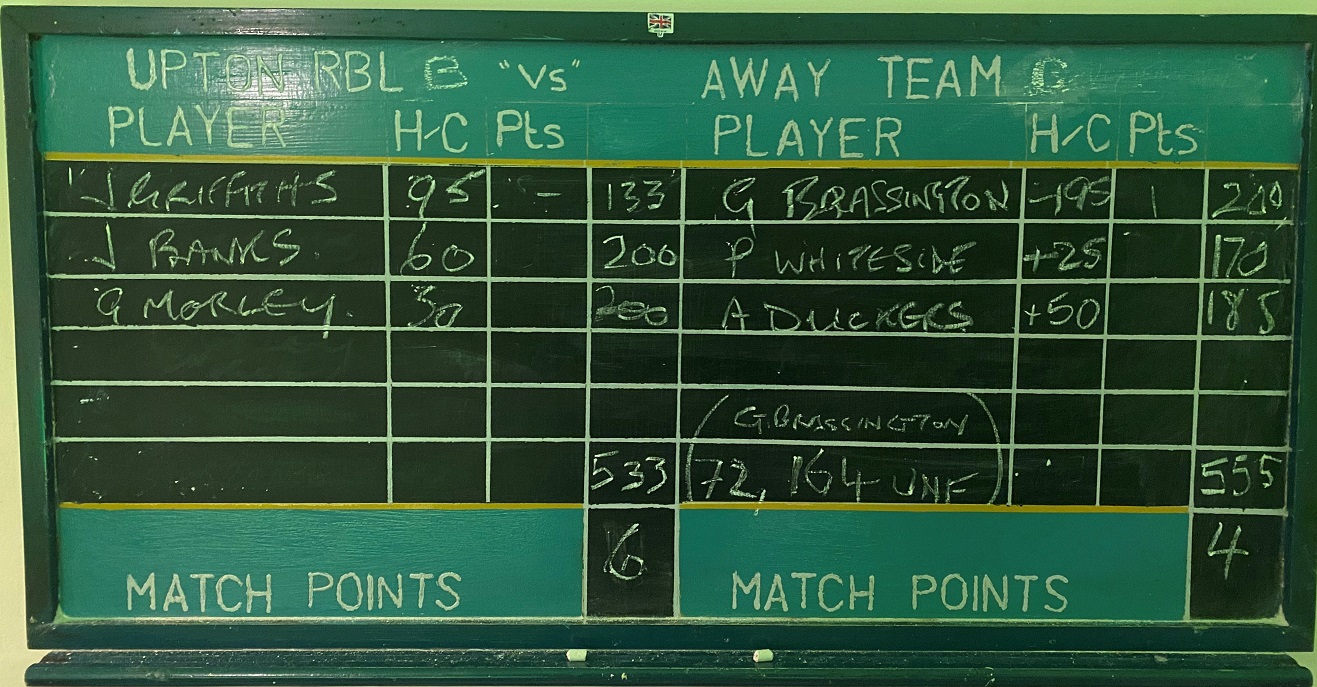 UPTON RBL B "Vs" AWAY TEAM
PLAYER H/C Pts PLAYER H/C Pts
J GRIFFITHS 95 - 133 G BRASSINGTON -195 1 200
J BANKS. 60 200 P WHITESIDE +25 170
G MORLEY. 30 200 A DUCKERS +50 185
(G.BRASSINGTON
533 72, 164 UNF) 555
6 4
MATCH POINTS MATCH POINTS